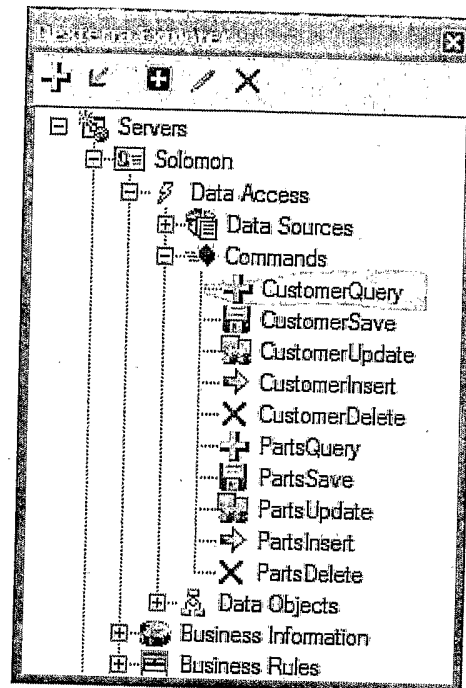 Servers
Solomon
Data Access
Data Sources
Commands
CustomerQuery
CustomerSave
CustomerUpdate
CustomerInsert
CustomerDelete
PartsQuery
PartsSave
PartsUpdate
PartsInsert
PartsDelete
Data Objects
Business Information
Business Rules